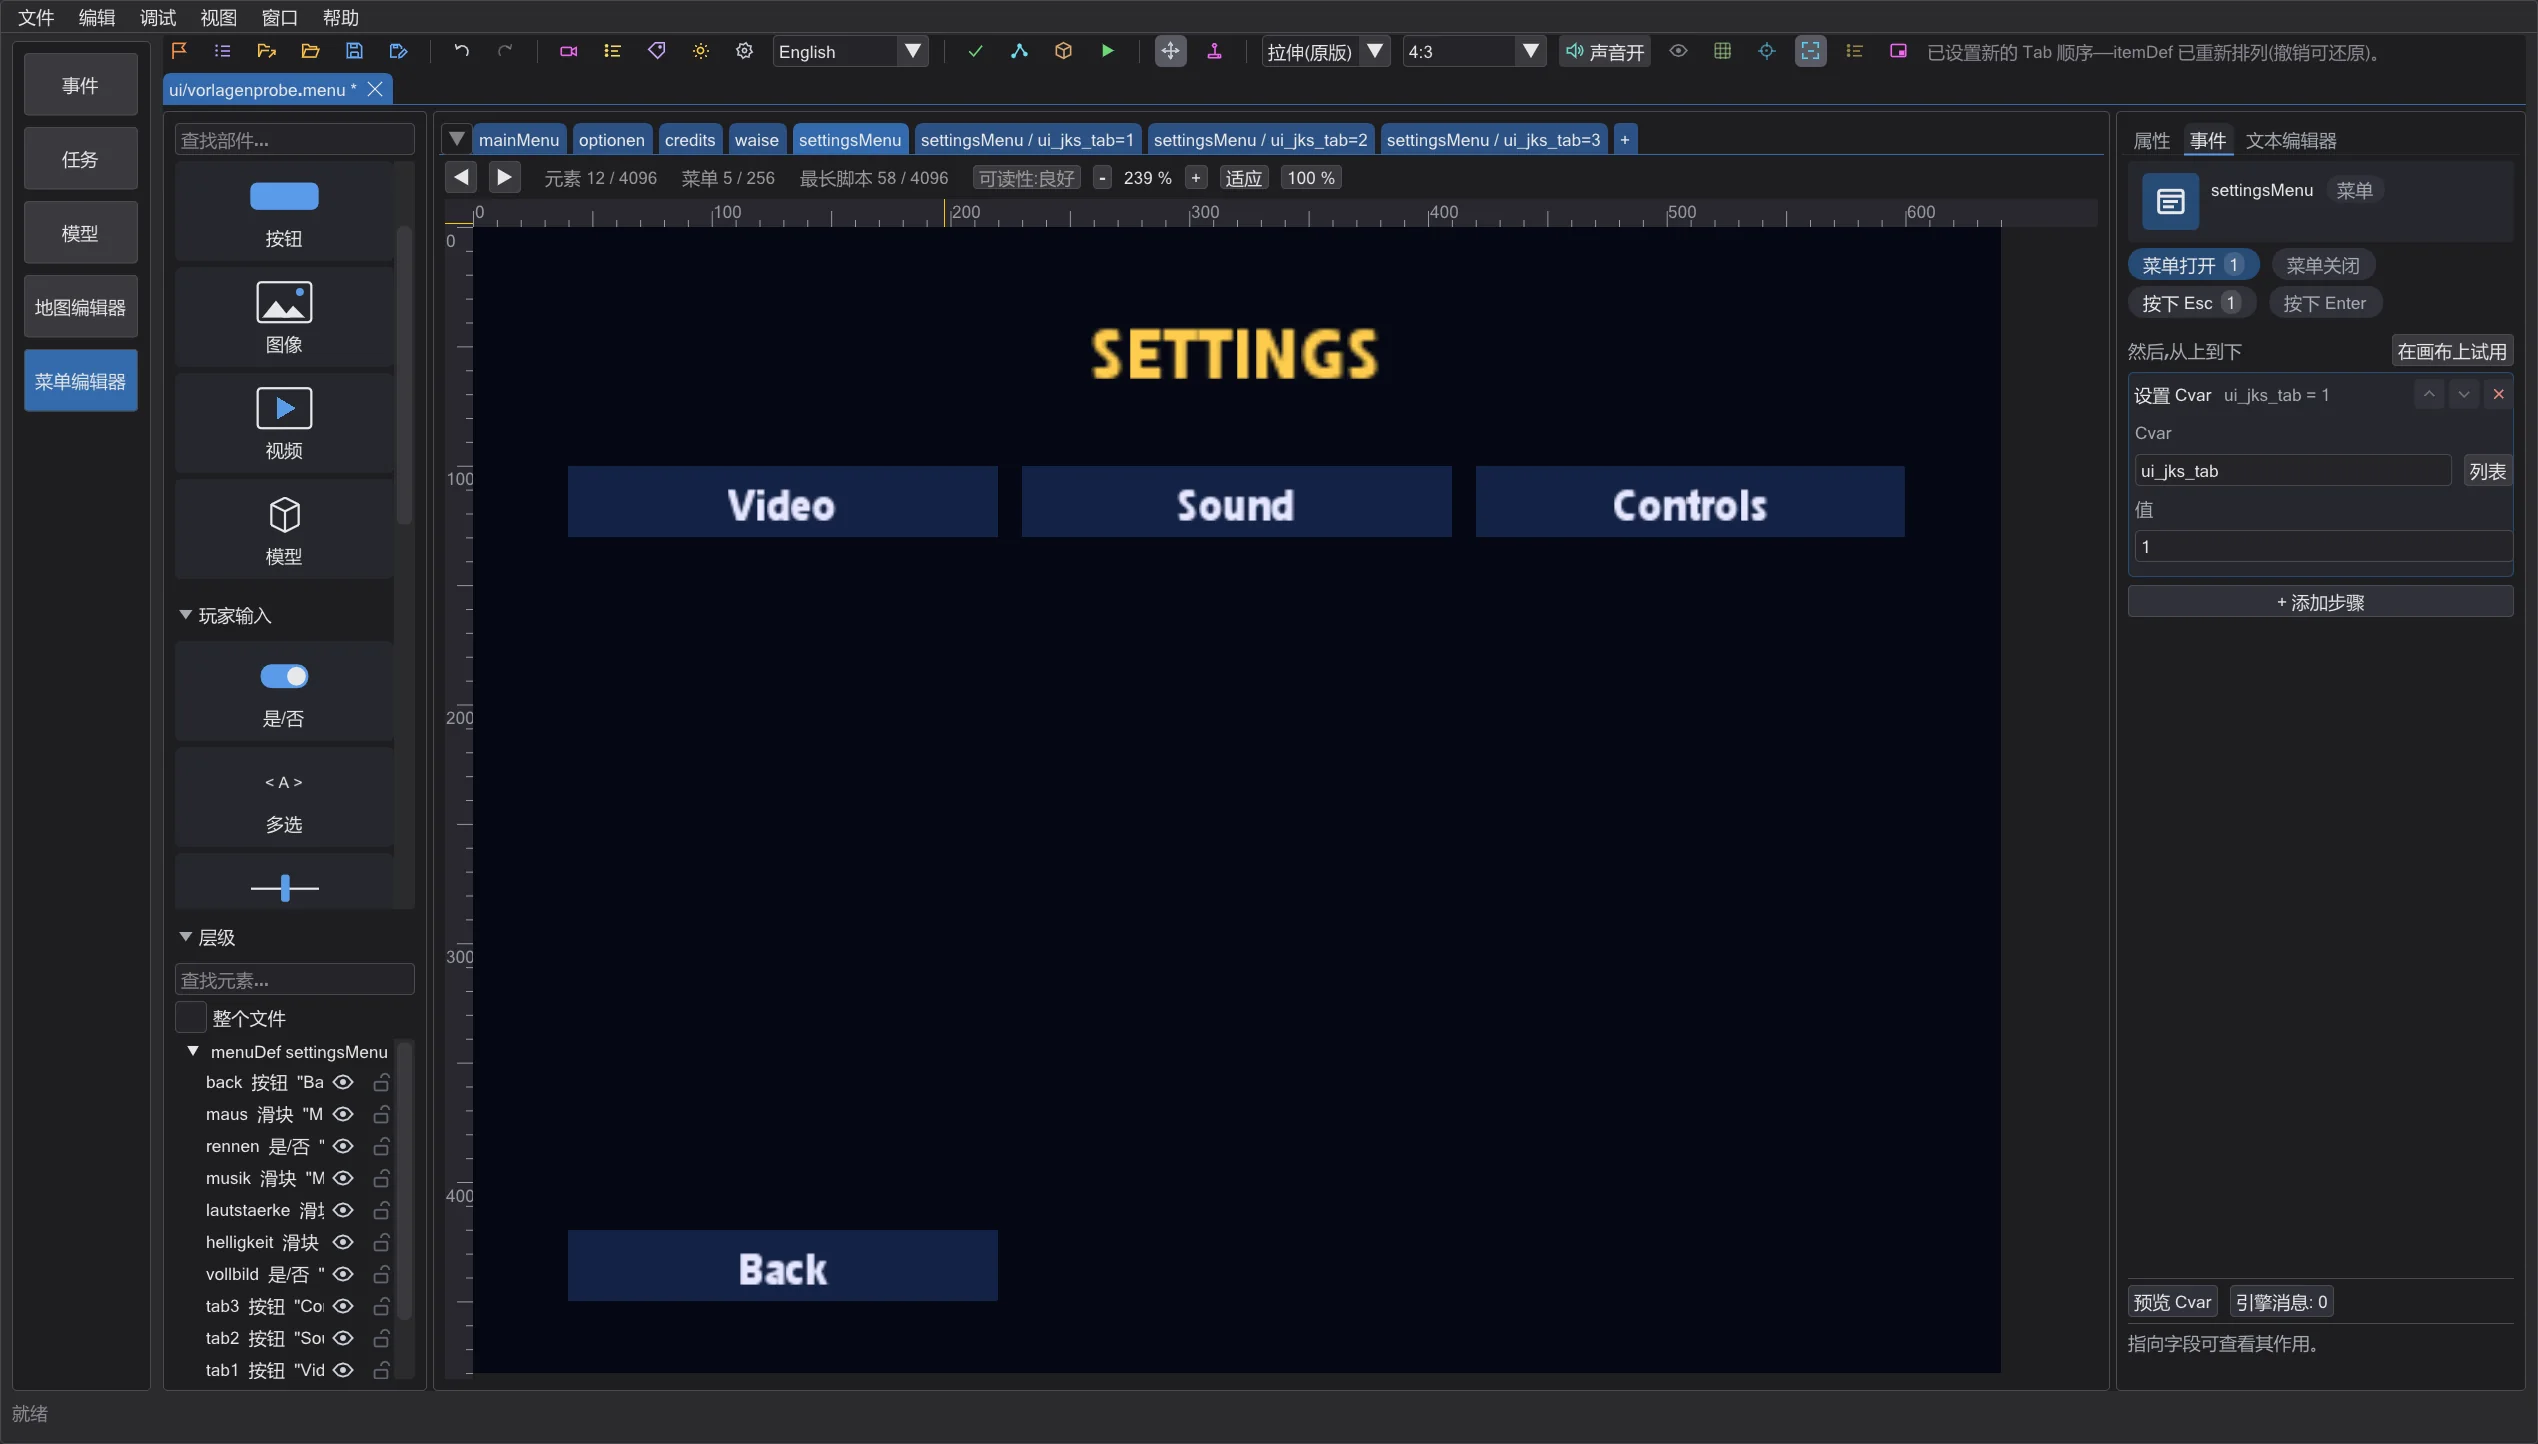 文件 编辑 调试 视图 窗口 帮助
English 拉伸(原版) 4:3 声音开 已设置新的 Tab 顺序—itemDef 已重新排列(撤销可还原)。
ui/vorlagenprobe.menu *
事件
任务
模型
地图编辑器
菜单编辑器
查找部件...
按钮
图像
视频
模型
玩家输入
是/否
< A >
多选
层级
查找元素...
整个文件
menuDef settingsMenu
back 按钮 "Ba
maus 滑块 "M
rennen 是/否 "
musik 滑块 "M
lautstaerke 滑
helligkeit 滑块
vollbild 是/否 "
tab3 按钮 "Co
tab2 按钮 "Sou
tab1 按钮 "Vid
mainMenu optionen credits waise settingsMenu settingsMenu / ui_jks_tab=1 settingsMenu / ui_jks_tab=2 settingsMenu / ui_jks_tab=3 +
元素 12 / 4096 菜单 5 / 256 最长脚本 58 / 4096 可读性:良好 - 239 % + 适应 100 %
0 100 200 300 400 500 600
0
100
200
300
400
SETTINGS
Video Sound Controls
Back
属性 事件 文本编辑器
settingsMenu 菜单
菜单打开 1 菜单关闭
按下 Esc 1 按下 Enter
然后,从上到下 在画布上试用
设置 Cvar ui_jks_tab = 1
Cvar
ui_jks_tab 列表
值
1
+ 添加步骤
预览 Cvar 引擎消息: 0
指向字段可查看其作用。
就绪